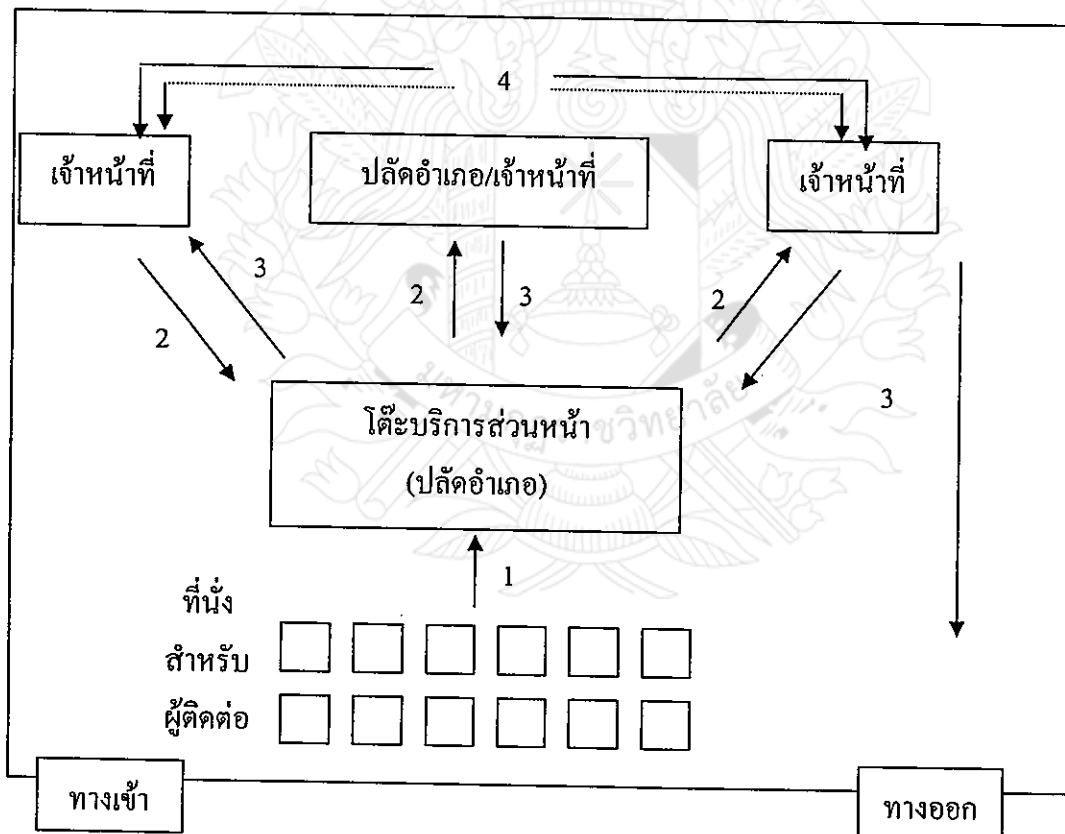 4
เจ้าหน้าที่
ปลัดอำเภอ/เจ้าหน้าที่
เจ้าหน้าที่
3
2
2
3
2
3
โต๊ะบริการส่วนหน้า
(ปลัดอำเภอ)
1
ที่นั่ง
สำหรับ
ผู้ติดต่อ
ทางเข้า
ทางออก